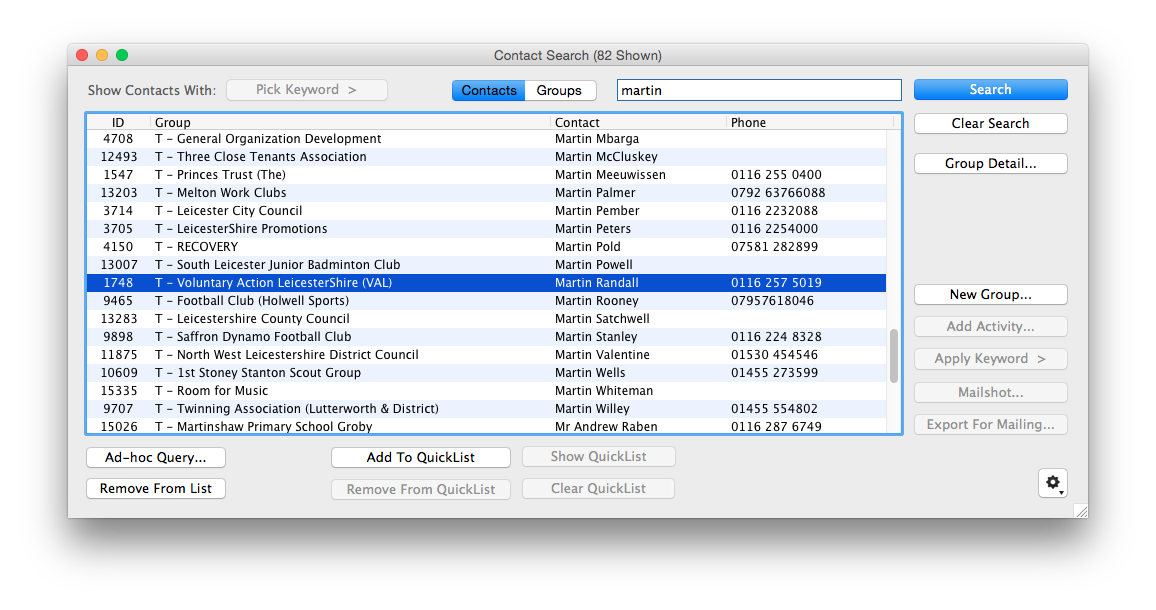 Contact Search (82 Shown)
Show Contacts With: Pick Keyword > Contacts Groups martin Search
ID Group Contact Phone Clear Search
4708 T – General Organization Development Martin Mbarga
12493 T – Three Close Tenants Association Martin McCluskey Group Detail...
1547 T – Princes Trust (The) Martin Meeuwissen 0116 255 0400
13203 T – Melton Work Clubs Martin Palmer 0792 63766088
3714 T – Leicester City Council Martin Pember 0116 2232088
3705 T – LeicesterShire Promotions Martin Peters 0116 2254000
4150 T – RECOVERY Martin Pold 07581 282899
13007 T – South Leicester Junior Badminton Club Martin Powell
1748 T – Voluntary Action LeicesterShire (VAL) Martin Randall 0116 257 5019
9465 T – Football Club (Holwell Sports) Martin Rooney 07957618046 New Group...
13283 T – Leicestershire County Council Martin Satchwell
9898 T – Saffron Dynamo Football Club Martin Stanley 0116 224 8328 Add Activity...
11875 T – North West Leicestershire District Council Martin Valentine 01530 454546 Apply Keyword >
10609 T – 1st Stoney Stanton Scout Group Martin Wells 01455 273599
15335 T – Room for Music Martin Whiteman Mailshot...
9707 T – Twinning Association (Lutterworth & District) Martin Willey 01455 554802
15026 T – Martinshaw Primary School Groby Mr Andrew Raben 0116 287 6749 Export For Mailing...
Ad-hoc Query... Add To QuickList Show QuickList
Remove From List Remove From QuickList Clear QuickList